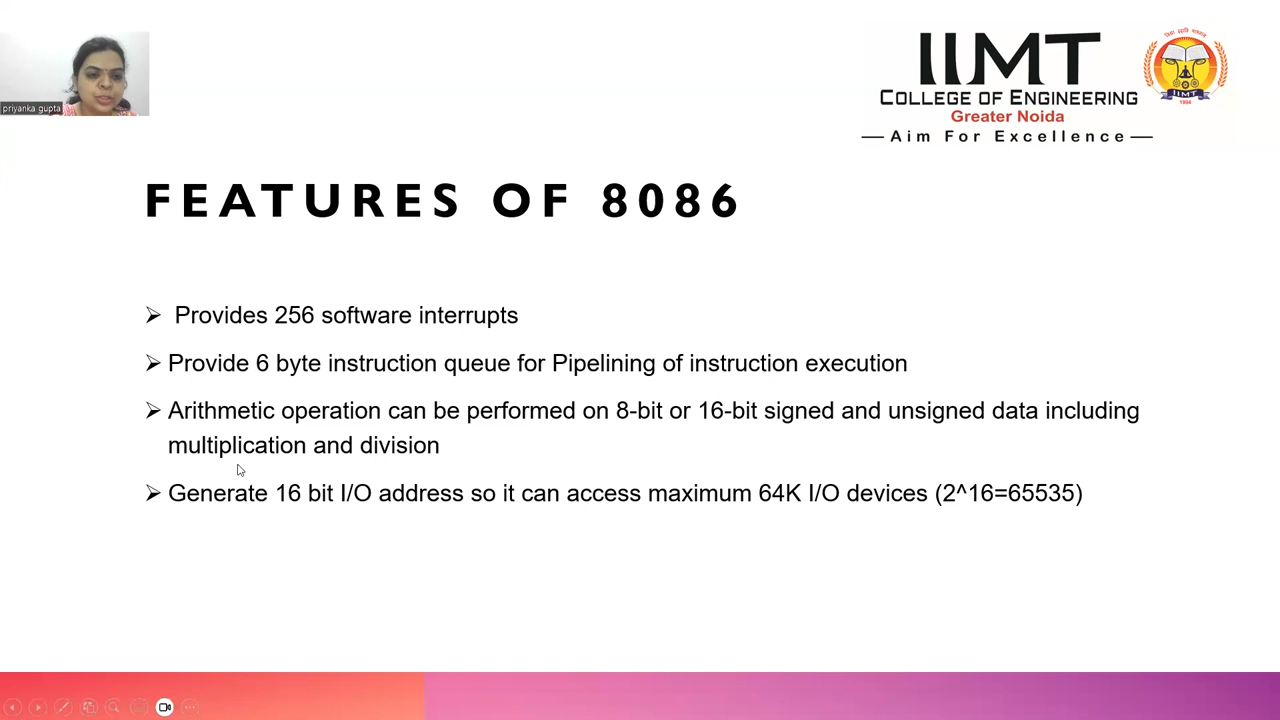 priyanka gupta
IIMT
COLLEGE OF ENGINEERING
Greater Noida
Aim For Excellence
IIMT
1994
FEATURES OF 8086
Provides 256 software interrupts
Provide 6 byte instruction queue for Pipelining of instruction execution
Arithmetic operation can be performed on 8-bit or 16-bit signed and unsigned data including
multiplication and division
Generate 16 bit I/O address so it can access maximum 64K I/O devices (2^16=65535)